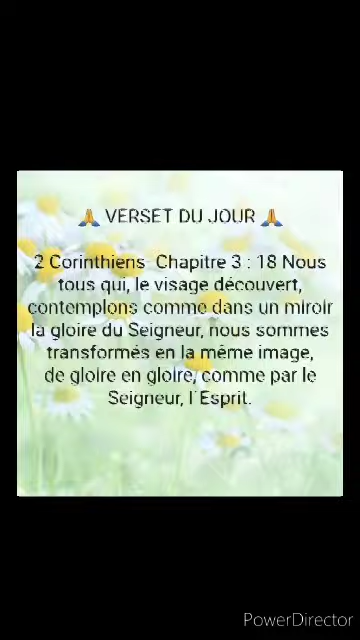 🙏 VERSET DU JOUR 🙏
2 Corinthiens Chapitre 3 : 18 Nous
tous qui, le visage découvert,
contemplons comme dans un miroir
la gloire du Seigneur, nous sommes
transformés en la même image,
de gloire en gloire, comme par le
Seigneur, l'Esprit.
PowerDirector